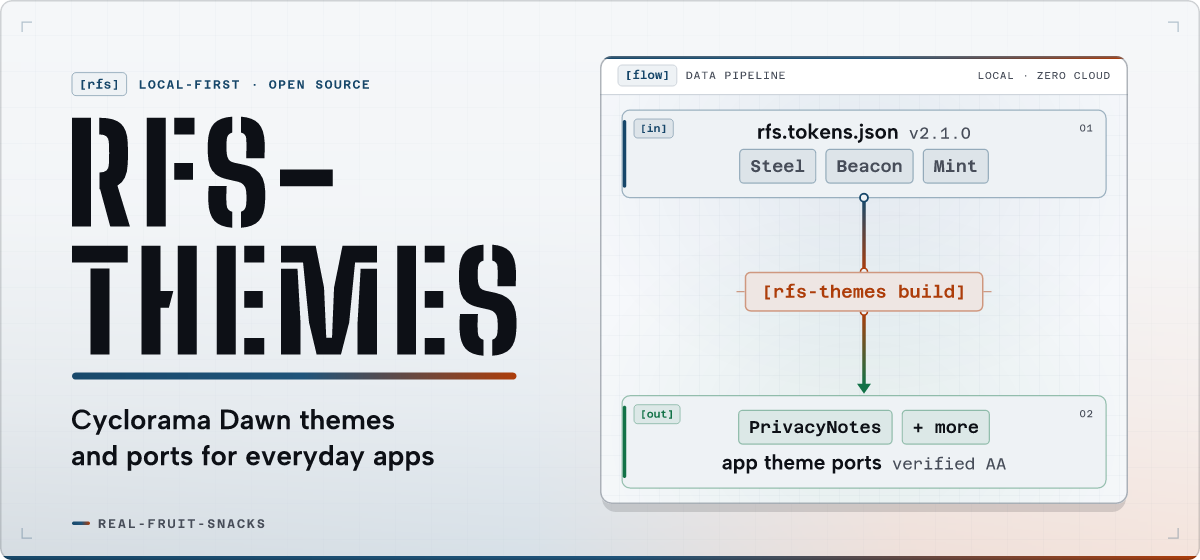 [rfs] LOCAL-FIRST · OPEN SOURCE
RFS-
THEMES
Cyclorama Dawn themes
and ports for everyday apps
REAL-FRUIT-SNACKS
[flow] DATA PIPELINE LOCAL · ZERO CLOUD
[in] rfs.tokens.json v2.1.0 01
Steel Beacon Mint
[rfs-themes build]
[out] PrivacyNotes + more 02
app theme ports verified AA